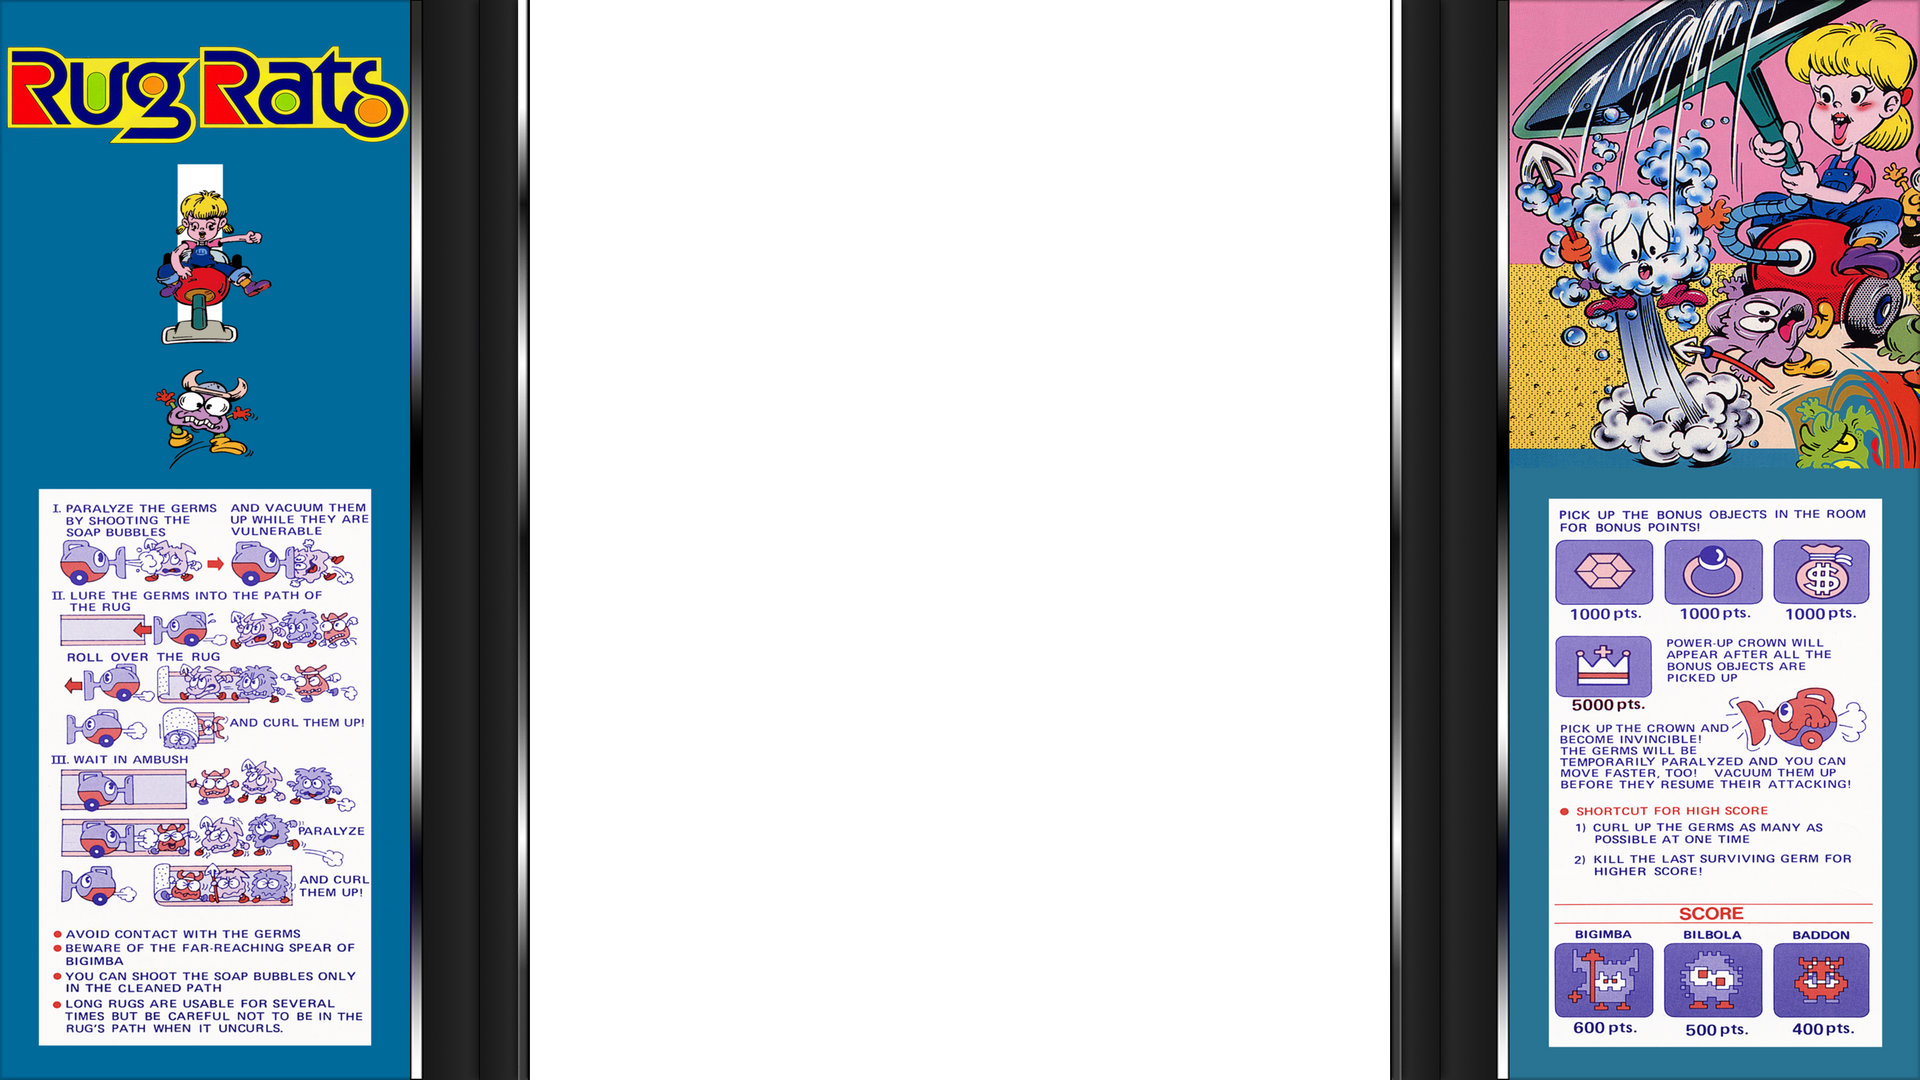 Rug Rats
I. PARALYZE THE GERMS
BY SHOOTING THE
SOAP BUBBLES
AND VACUUM THEM
UP WHILE THEY ARE
VULNERABLE
II. LURE THE GERMS INTO THE PATH OF
THE RUG
ROLL OVER THE RUG
AND CURL THEM UP!
III. WAIT IN AMBUSH
PARALYZE
AND CURL
THEM UP!
● AVOID CONTACT WITH THE GERMS
● BEWARE OF THE FAR-REACHING SPEAR OF
BIGIMBA
● YOU CAN SHOOT THE SOAP BUBBLES ONLY
IN THE CLEANED PATH
● LONG RUGS ARE USABLE FOR SEVERAL
TIMES BUT BE CAREFUL NOT TO BE IN THE
RUG'S PATH WHEN IT UNCURLS.
PICK UP THE BONUS OBJECTS IN THE ROOM
FOR BONUS POINTS!
$
1000 pts. 1000 pts. 1000 pts.
POWER-UP CROWN WILL
APPEAR AFTER ALL THE
BONUS OBJECTS ARE
PICKED UP
5000 pts.
PICK UP THE CROWN AND
BECOME INVINCIBLE!
THE GERMS WILL BE
TEMPORARILY PARALYZED AND YOU CAN
MOVE FASTER, TOO! VACUUM THEM UP
BEFORE THEY RESUME THEIR ATTACKING!
● SHORTCUT FOR HIGH SCORE
1) CURL UP THE GERMS AS MANY AS
POSSIBLE AT ONE TIME
2) KILL THE LAST SURVIVING GERM FOR
HIGHER SCORE!
SCORE
BIGIMBA BILBOLA BADDON
600 pts. 500 pts. 400 pts.